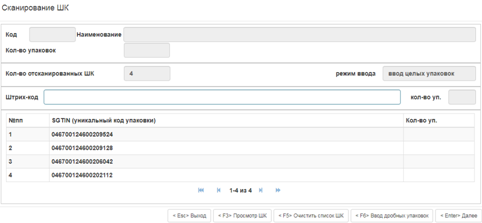 Сканирование ШК
Код Наименование
Кол-во упаковок
Кол-во отсканированных ШК 4 режим ввода ввод целых упаковок
Штрих-код кол-во уп.
№пп SGTIN (уникальный код упаковки) Кол-во уп.
1 046700124600209524
2 046700124600209128
3 046700124600206042
4 046700124600202112
1-4 из 4
< Esc> Выход < F3> Просмотр ШК < F5> Очистить список ШК < F6> Ввод дробных упаковок < Enter> Далее